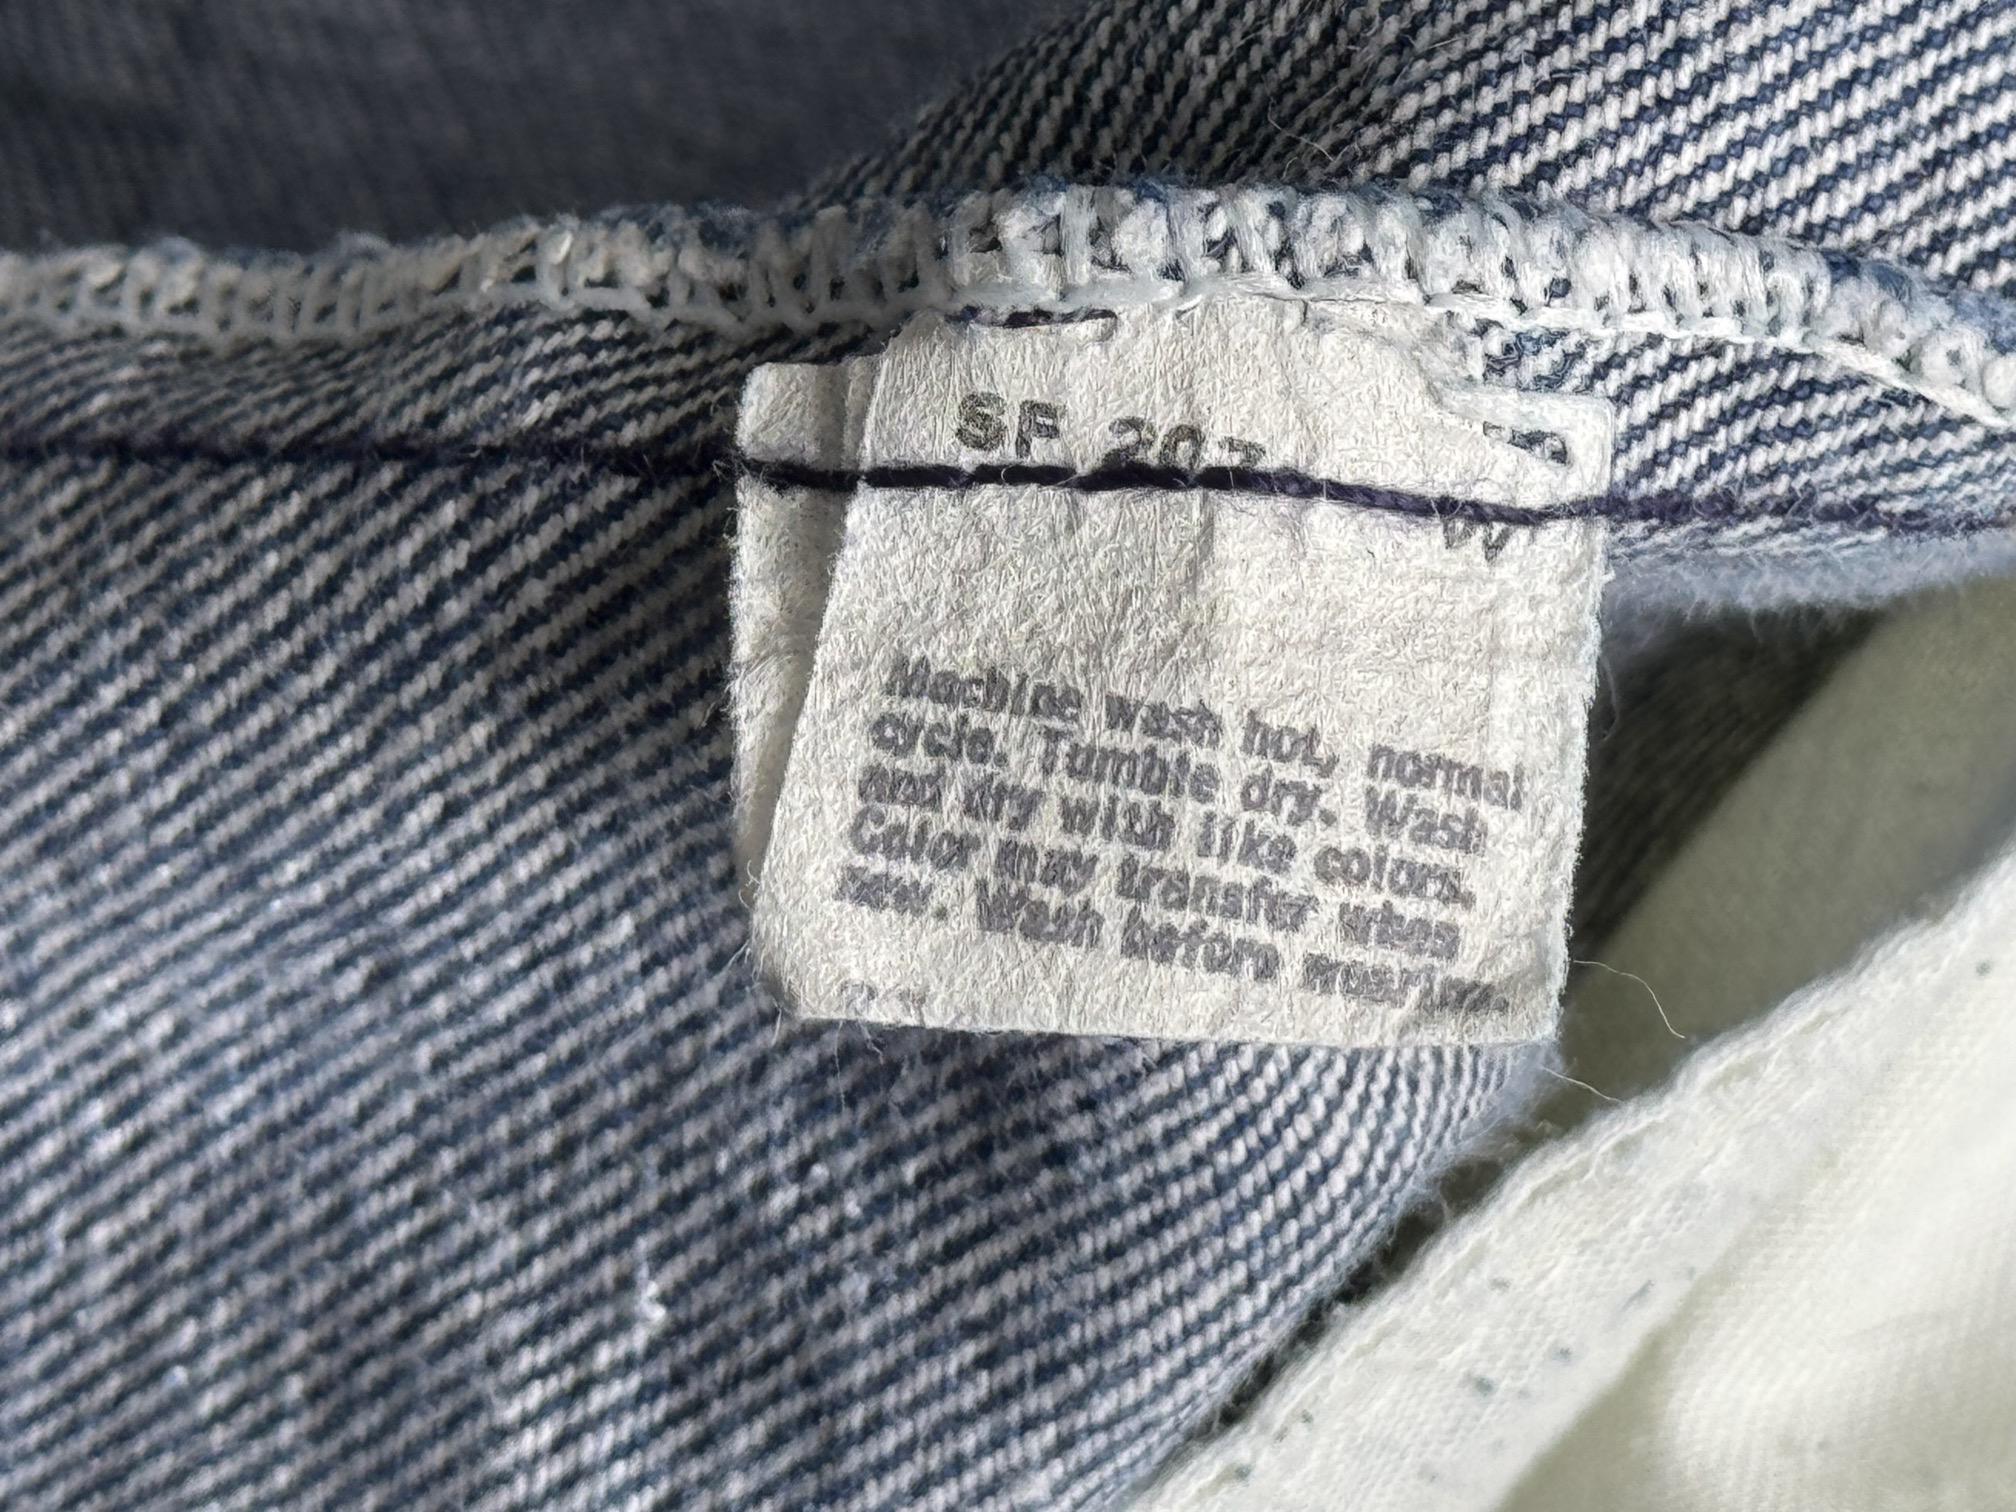 SF 207
W
Machine wash hot, normal
cycle. Tumble dry. Wash
and dry with like colors.
Color may transfer when
new. Wash before wearing.